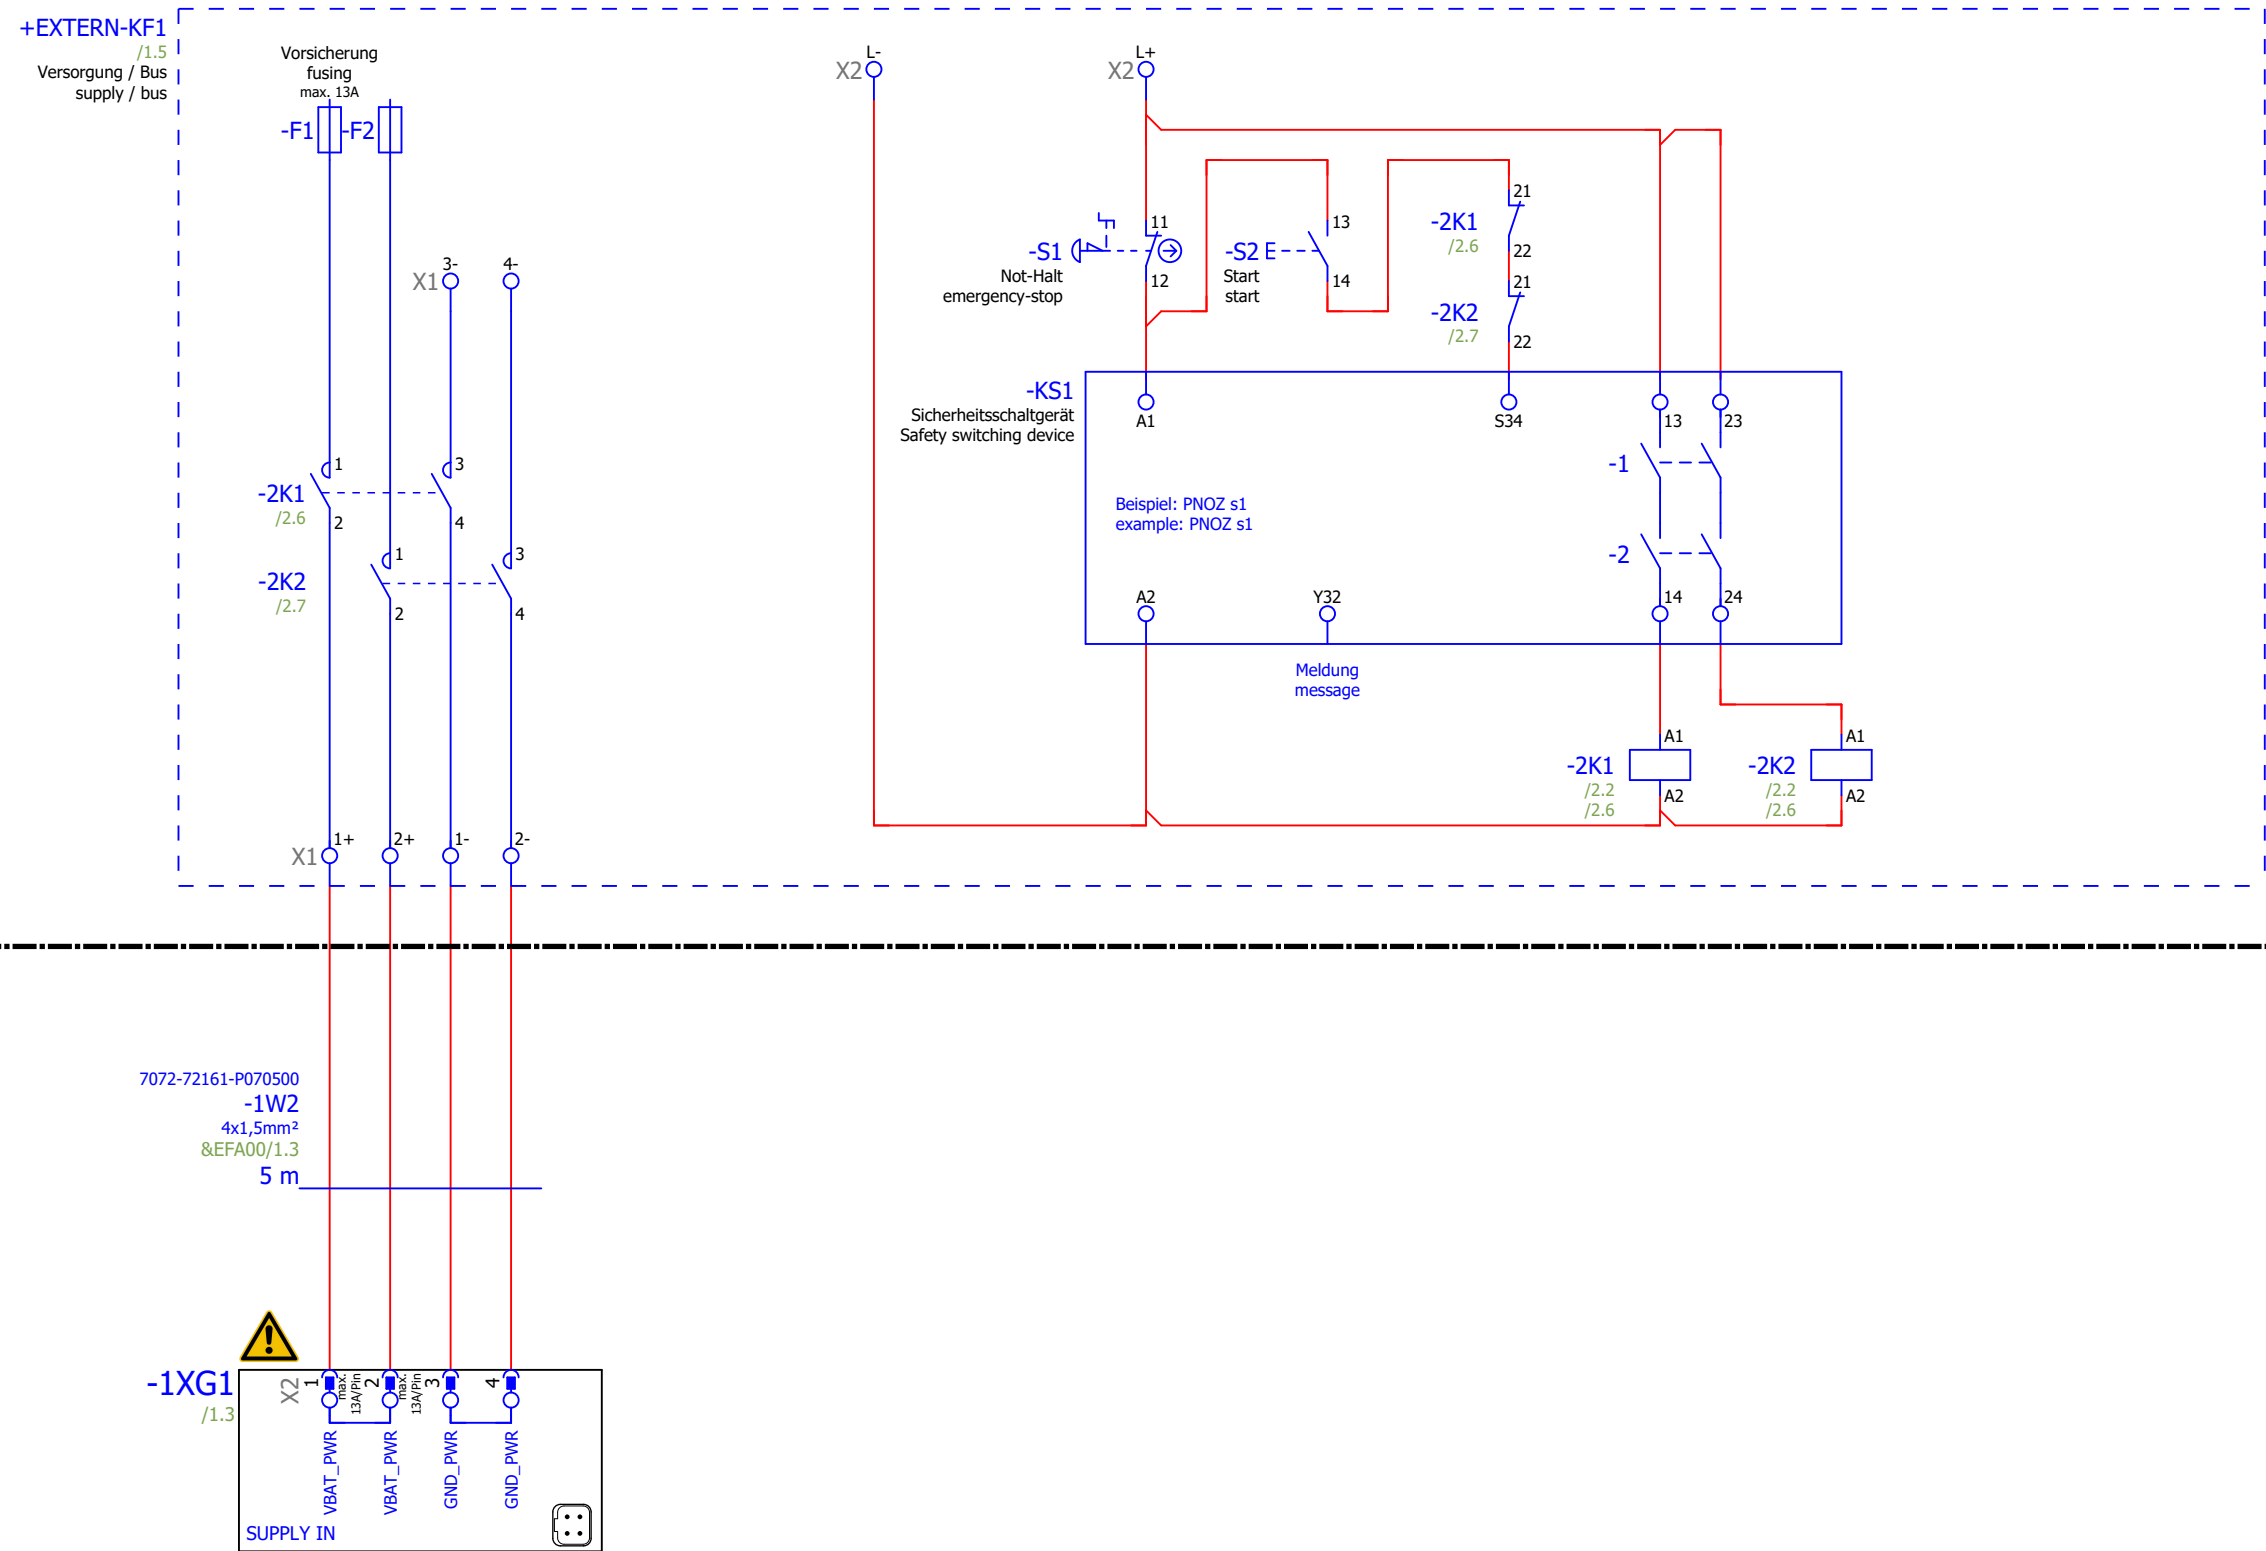 +EXTERN-KF1
/1.5
Versorgung / Bus
supply / bus
Vorsicherung
fusing
max. 13A
-F1
-F2
X2
L-
X2
L+
X1
3-
4-
-S1
Not-Halt
emergency-stop
11
12
-S2
Start
start
13
14
-2K1
/2.6
21
22
-2K2
/2.7
21
22
-KS1
Sicherheitsschaltgerät
Safety switching device
A1
S34
13
23
-1
-2
Beispiel: PNOZ s1
example: PNOZ s1
A2
Y32
14
24
Meldung
message
-2K1
/2.6
1
2
3
4
-2K2
/2.7
1
2
3
4
-2K1
/2.2
/2.6
A1
A2
-2K2
/2.2
/2.6
A1
A2
X1
1+
2+
1-
2-
7072-72161-P070500
-1W2
4x1,5mm²
&EFA00/1.3
5 m
-1XG1
/1.3
X2
1
max.
13A/Pin
2
max.
13A/Pin
3
4
VBAT_PWR
VBAT_PWR
GND_PWR
GND_PWR
SUPPLY IN